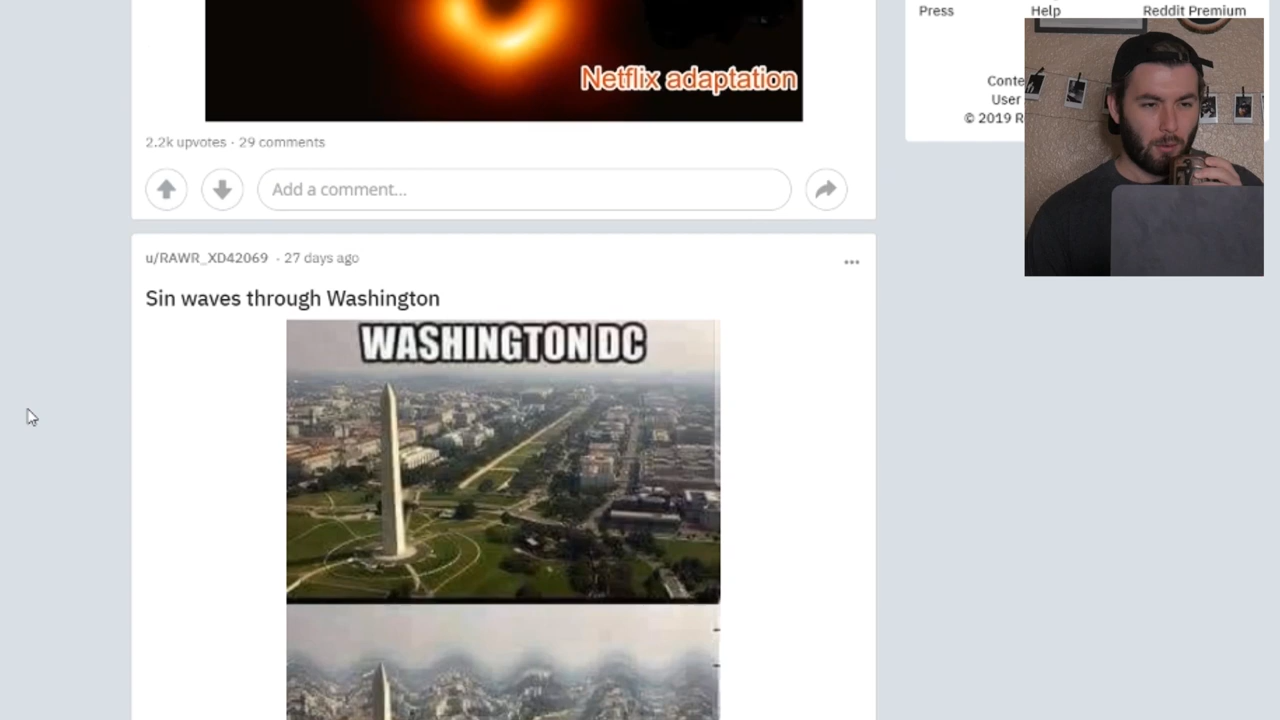 Press
Help
Reddit Premium
Netflix adaptation
Conte
User
© 2019 R
2.2k upvotes · 29 comments
Add a comment...
u/RAWR_XD42069 · 27 days ago
Sin waves through Washington
WASHINGTON DC